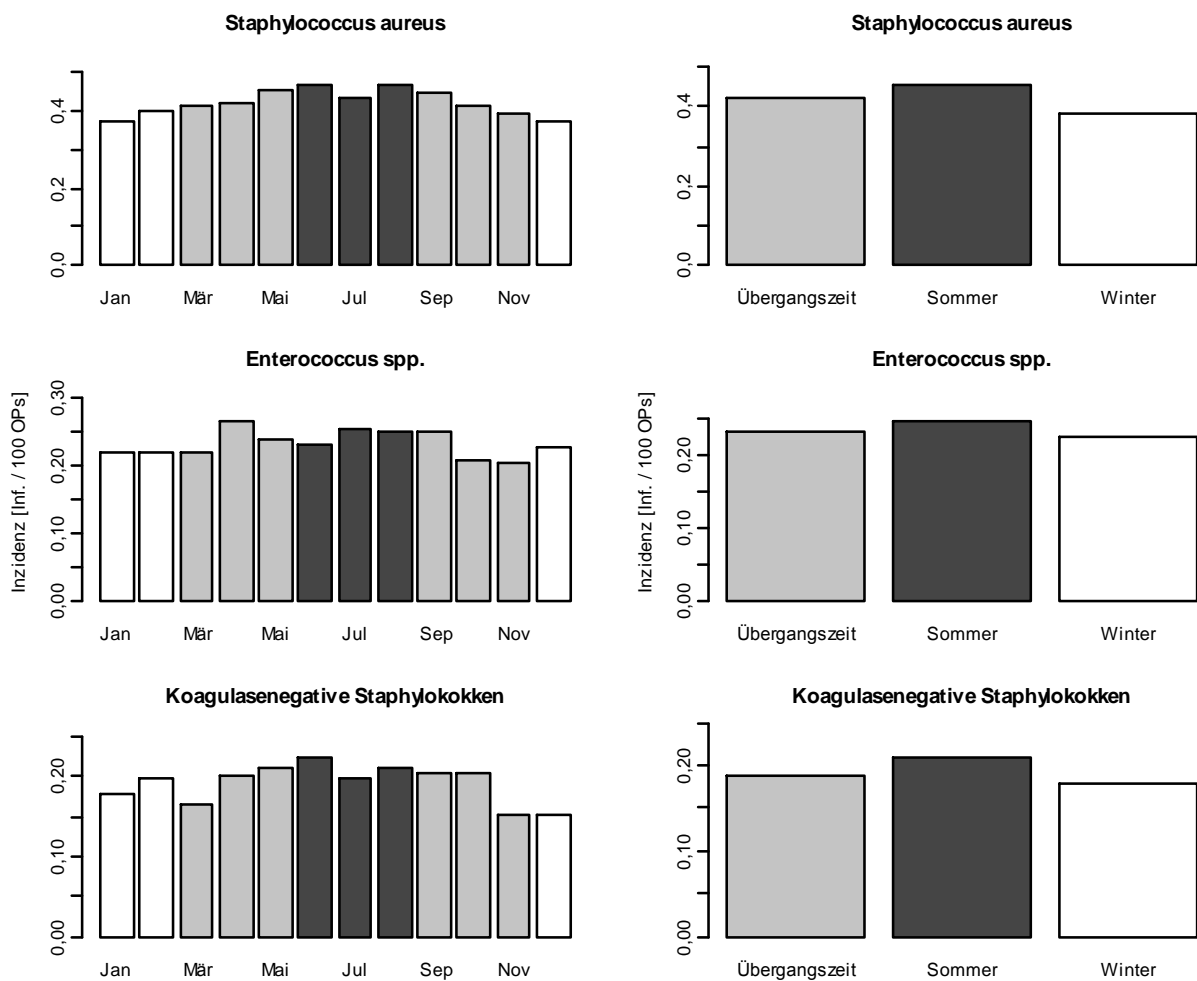 Staphylococcus aureus
0,4
0,2
0,0
Jan Mär Mai Jul Sep Nov
Staphylococcus aureus
0,4
0,2
0,0
Übergangszeit Sommer Winter
Enterococcus spp.
Inzidenz [Inf. / 100 OPs]
0,30
0,20
0,10
0,00
Jan Mär Mai Jul Sep Nov
Enterococcus spp.
Inzidenz [Inf. / 100 OPs]
0,20
0,10
0,00
Übergangszeit Sommer Winter
Koagulasenegative Staphylokokken
0,20
0,10
0,00
Jan Mär Mai Jul Sep Nov
Koagulasenegative Staphylokokken
0,20
0,10
0,00
Übergangszeit Sommer Winter